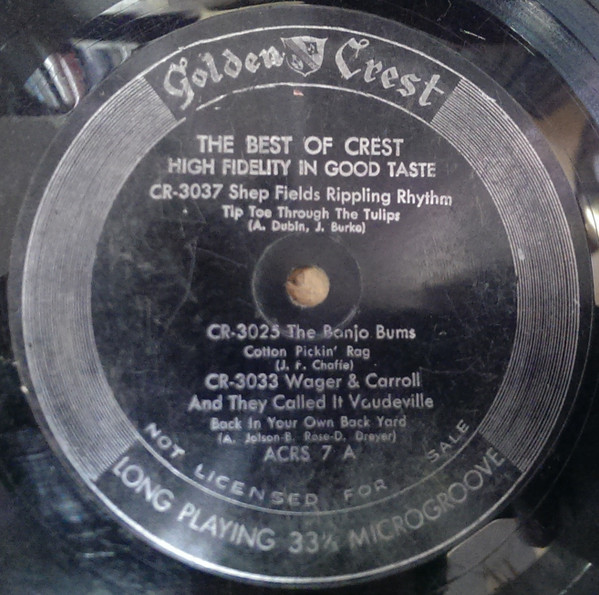 Golden Crest
THE BEST OF CREST
HIGH FIDELITY IN GOOD TASTE
CR-3037 Shep Fields Rippling Rhythm
Tip Toe Through The Tulips
(A. Dubin, J. Burke)
CR-3025 The Banjo Bums
Cotton Pickin' Rag
(J. F. Chafie)
CR-3033 Wager & Carroll
And They Called It Vaudeville
Back In Your Own Back Yard
(A. Jolson-B. Rose-D. Dreyer)
ACRS 7 A
NOT LICENSED FOR SALE
LONG PLAYING 33⅓ MICROGROOVE